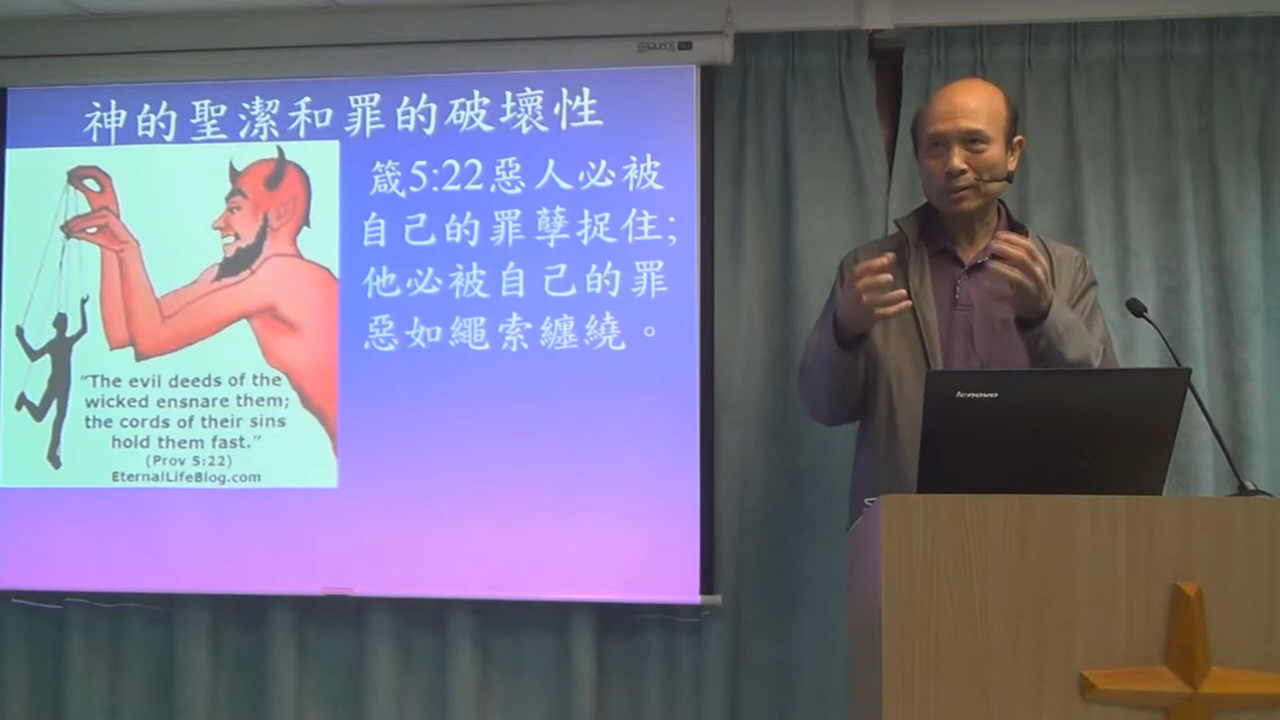 神的聖潔和罪的破壞性
箴5:22惡人必被
自己的罪孽捉住;
他必被自己的罪
惡如繩索纏繞。
“The evil deeds of the
wicked ensnare them;
the cords of their sins
hold them fast.”
(Prov 5:22)
EternalLifeBlog.com
lenovo